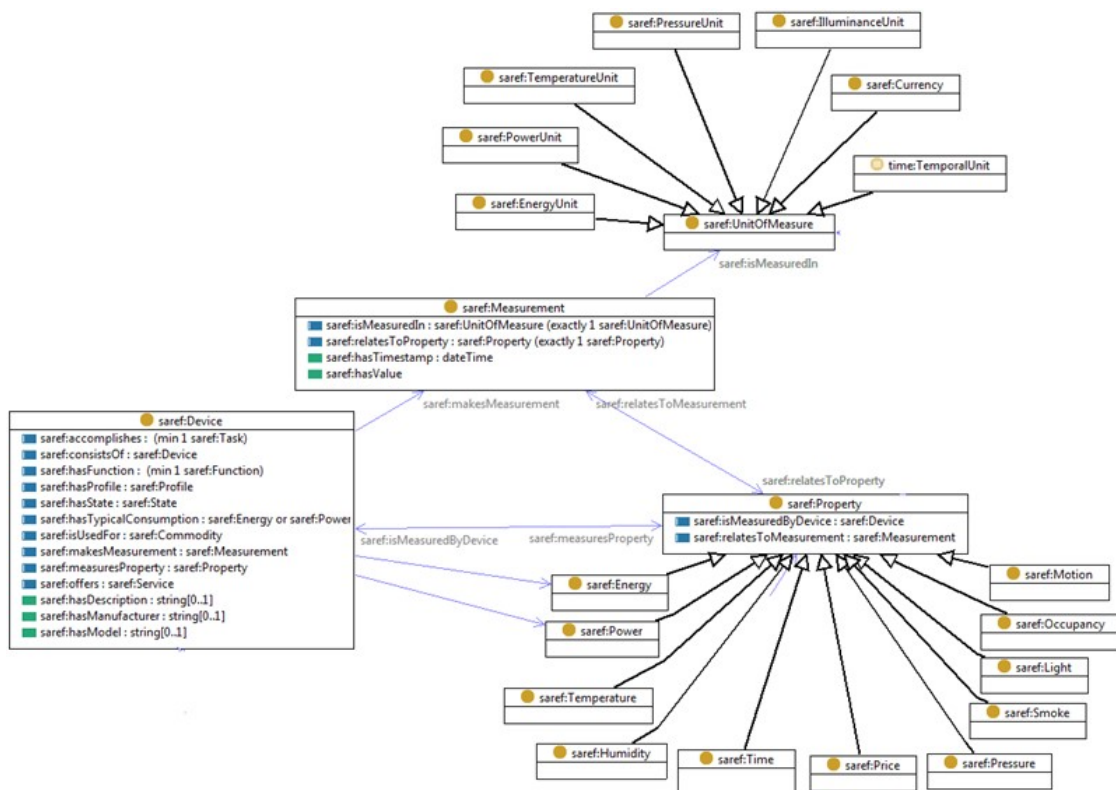 saref:PressureUnit
saref:IlluminanceUnit
saref:TemperatureUnit
saref:Currency
saref:PowerUnit
time:TemporalUnit
saref:EnergyUnit
saref:UnitOfMeasure
saref:isMeasuredIn
saref:Measurement
saref:isMeasuredIn : saref:UnitOfMeasure (exactly 1 saref:UnitOfMeasure)
saref:relatesToProperty : saref:Property (exactly 1 saref:Property)
saref:hasTimestamp : dateTime
saref:hasValue
saref:makesMeasurement
saref:relatesToMeasurement
saref:Device
saref:accomplishes : (min 1 saref:Task)
saref:consistsOf : saref:Device
saref:hasFunction : (min 1 saref:Function)
saref:hasProfile : saref:Profile
saref:hasState : saref:State
saref:hasTypicalConsumption : saref:Energy or saref:Power
saref:isUsedFor : saref:Commodity
saref:makesMeasurement : saref:Measurement
saref:measuresProperty : saref:Property
saref:offers : saref:Service
saref:hasDescription : string[0..1]
saref:hasManufacturer : string[0..1]
saref:hasModel : string[0..1]
saref:relatesToProperty
saref:Property
saref:isMeasuredByDevice : saref:Device
saref:relatesToMeasurement : saref:Measurement
saref:isMeasuredByDevice
saref:measuresProperty
saref:Energy
saref:Motion
saref:Power
saref:Occupancy
saref:Light
saref:Temperature
saref:Smoke
saref:Humidity
saref:Time
saref:Price
saref:Pressure